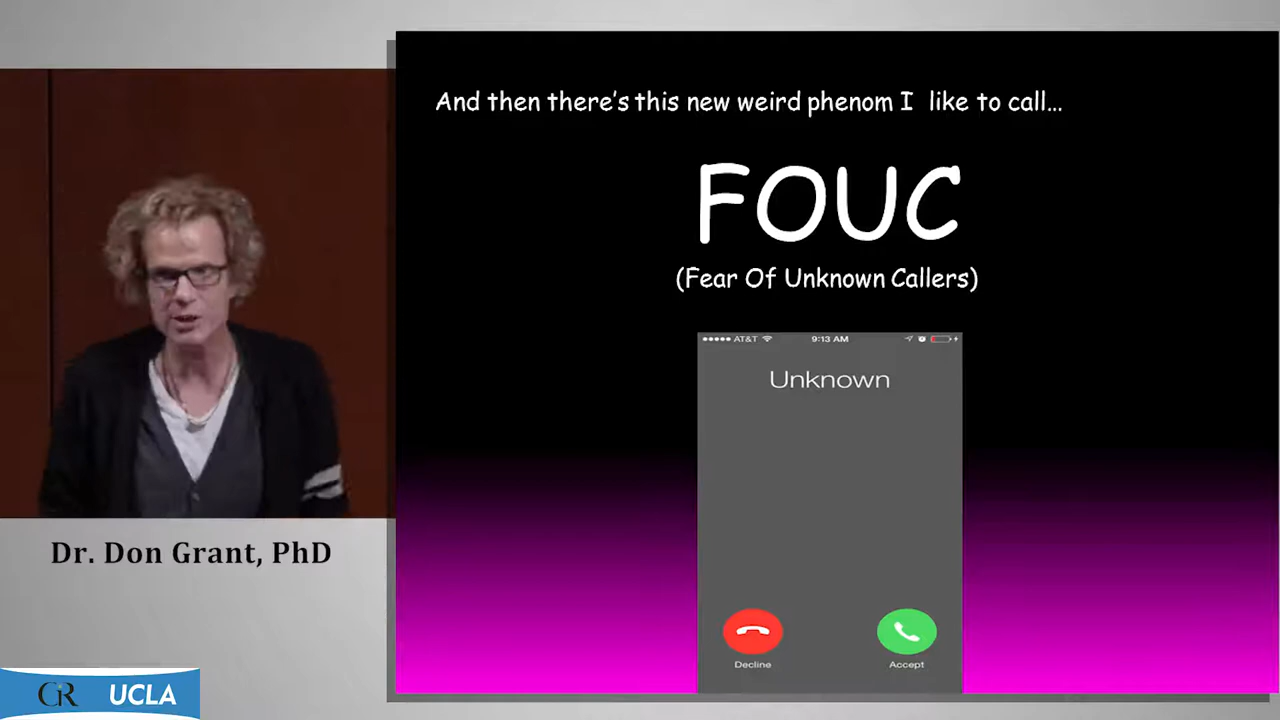 And then there's this new weird phenom I like to call...
FOUC
(Fear Of Unknown Callers)
AT&T 9:13 AM
Unknown
Decline Accept
Dr. Don Grant, PhD
CiR UCLA